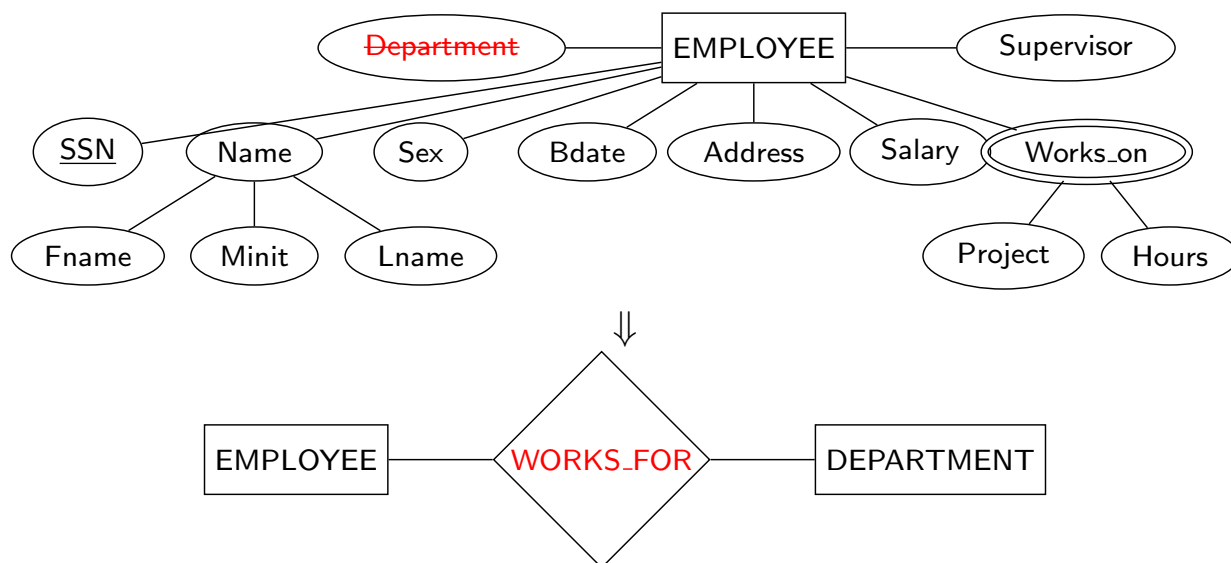 Department
EMPLOYEE
Supervisor
SSN
Name
Sex
Bdate
Address
Salary
Works_on
Fname
Minit
Lname
Project
Hours
⇓
EMPLOYEE
WORKS_FOR
DEPARTMENT